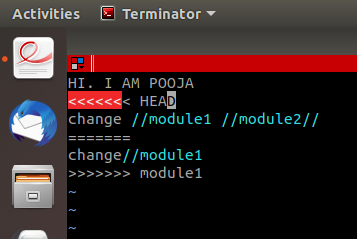 Activities
Terminator
HI. I AM POOJA
<<<<<<< HEAD
change //module1 //module2//
=======
change//module1
>>>>>>> module1
~
~
~